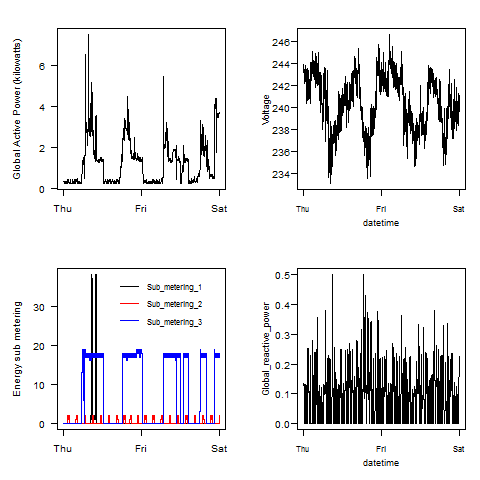 Global Active Power (kilowatts)
6
4
2
0
Thu Fri Sat
Voltage
246
244
242
240
238
236
234
Thu Fri Sat
datetime
Energy sub metering
30
20
10
0
Sub_metering_1
Sub_metering_2
Sub_metering_3
Thu Fri Sat
Global_reactive_power
0.5
0.4
0.3
0.2
0.1
0.0
Thu Fri Sat
datetime